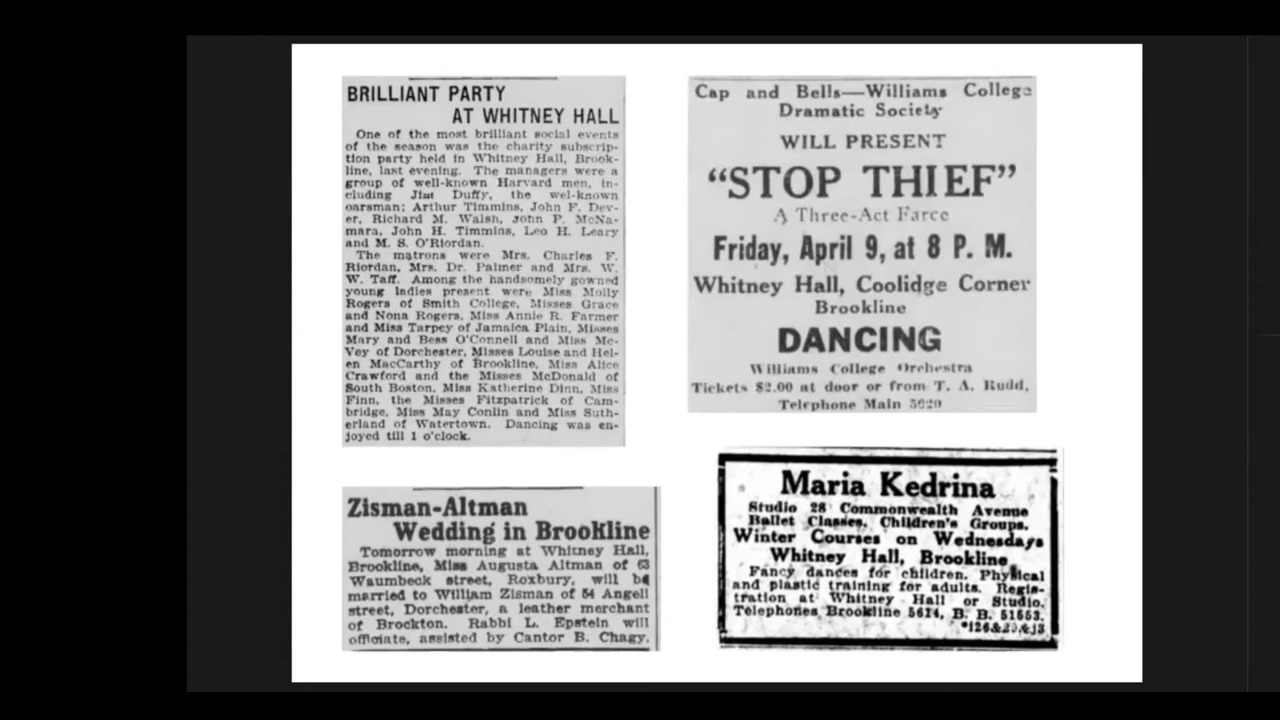 BRILLIANT PARTY
AT WHITNEY HALL
One of the most brilliant social events
of the season was the charity subscrip-
tion party held in Whitney Hall, Brook-
line, last evening. The managers were a
group of well-known Harvard men, in-
cluding Jim Duffy, the wel-known
oarsman; Arthur Timmins, John F. Dev-
er, Richard M. Walsh, John P. McNa-
mara, John H. Timmins, Leo H. Leary
and M. S. O'Riordan.
The matrons were Mrs. Charles F.
Riordan, Mrs. Dr. Palmer and Mrs. W.
W. Taff. Among the handsomely gowned
young ladies present were Miss Molly
Rogers of Smith College, Misses Grace
and Nona Rogers, Miss Annie R. Farmer
and Miss Tarpey of Jamaica Plain, Misses
Mary and Bess O'Connell and Miss Mc-
Vey of Dorchester, Misses Louise and Hel-
en MacCarthy of Brookline, Miss Alice
Crawford and the Misses McDonald of
South Boston, Miss Katherine Dinn, Miss
Finn, the Misses Fitzpatrick of Cam-
bridge, Miss May Conlin and Miss Suth-
erland of Watertown. Dancing was en-
joyed till 1 o'clock.
Zisman-Altman
Wedding in Brookline
Tomorrow morning at Whitney Hall,
Brookline, Miss Augusta Altman of 63
Waumbeck street, Roxbury, will be
married to William Zisman of 54 Angell
street, Dorchester, a leather merchant
of Brockton. Rabbi L. Epstein will
officiate, assisted by Cantor B. Chagy.
Cap and Bells—Williams College
Dramatic Society
WILL PRESENT
"STOP THIEF"
A Three-Act Farce
Friday, April 9, at 8 P. M.
Whitney Hall, Coolidge Corner
Brookline
DANCING
Williams College Orchestra
Tickets $2.00 at door or from T. A. Rudd,
Telephone Main 5620
Maria Kedrina
Studio 28 Commonwealth Avenue
Ballet Classes. Children's Groups.
Winter Courses on Wednesdays
Whitney Hall, Brookline
Fancy dances for children. Physical
and plastic training for adults. Regis-
tration at Whitney Hall or Studio.
Telephones Brookline 5614, B. B. 51553.